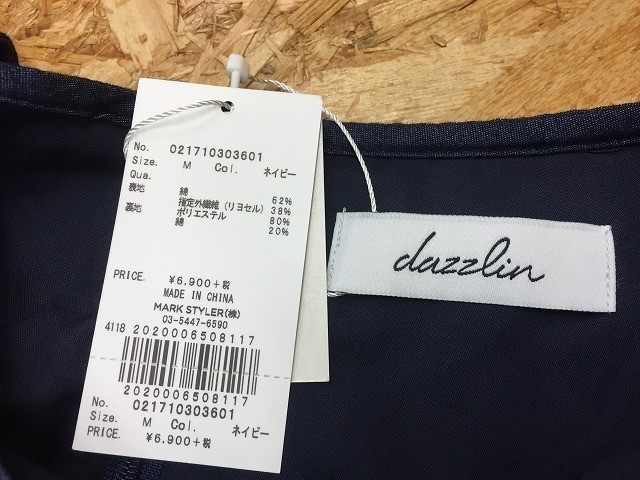 No. 021710303601
Size. M Col. ネイビー
Qua.
表地 綿 62%
指定外繊維(リヨセル) 38%
裏地 ポリエステル 80%
綿 20%
PRICE. ¥6.900+税
MADE IN CHINA
MARK STYLER(株)
03-5447-6590
4118 2020006508117
2020006508117
No. 021710303601
Size. M Col. ネイビー
PRICE. ¥6.900+税
dazzlin